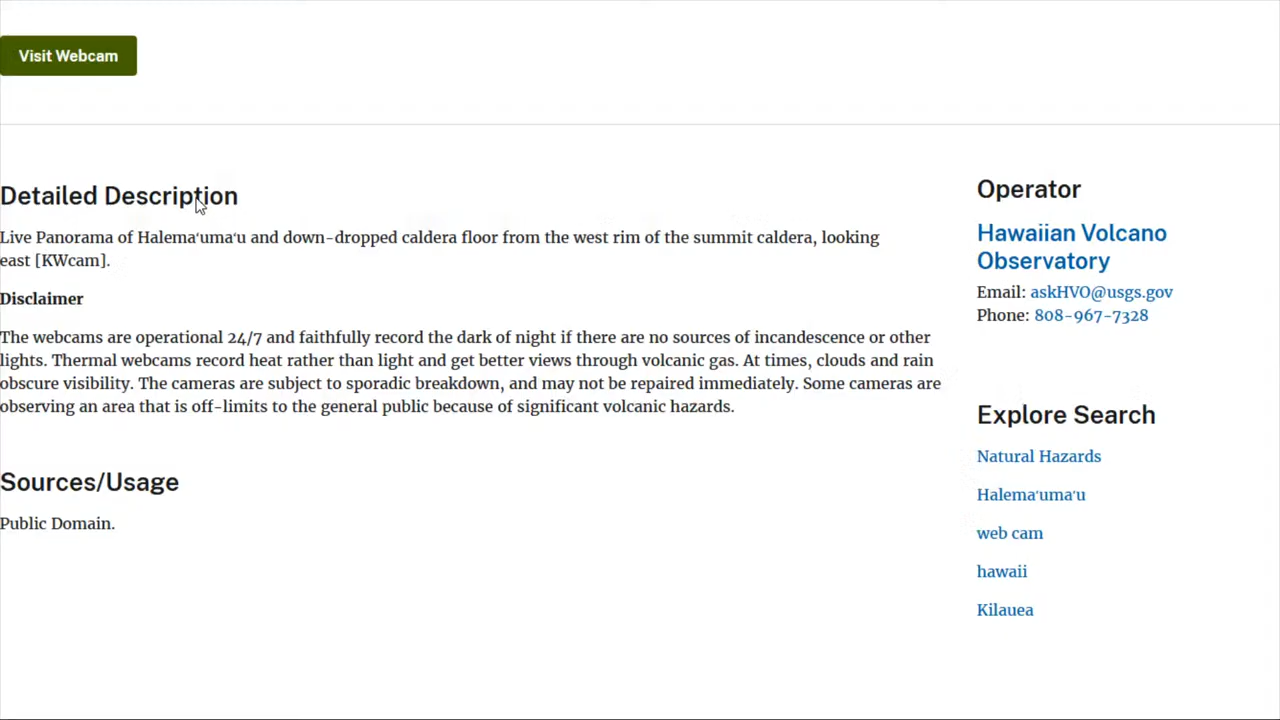 Visit Webcam
Detailed Description
Live Panorama of Halemaʻumaʻu and down-dropped caldera floor from the west rim of the summit caldera, looking
east [KWcam].
Disclaimer
The webcams are operational 24/7 and faithfully record the dark of night if there are no sources of incandescence or other
lights. Thermal webcams record heat rather than light and get better views through volcanic gas. At times, clouds and rain
obscure visibility. The cameras are subject to sporadic breakdown, and may not be repaired immediately. Some cameras are
observing an area that is off-limits to the general public because of significant volcanic hazards.
Sources/Usage
Public Domain.
Operator
Hawaiian Volcano
Observatory
Email: askHVO@usgs.gov
Phone: 808-967-7328
Explore Search
Natural Hazards
Halema'uma'u
web cam
hawaii
Kilauea